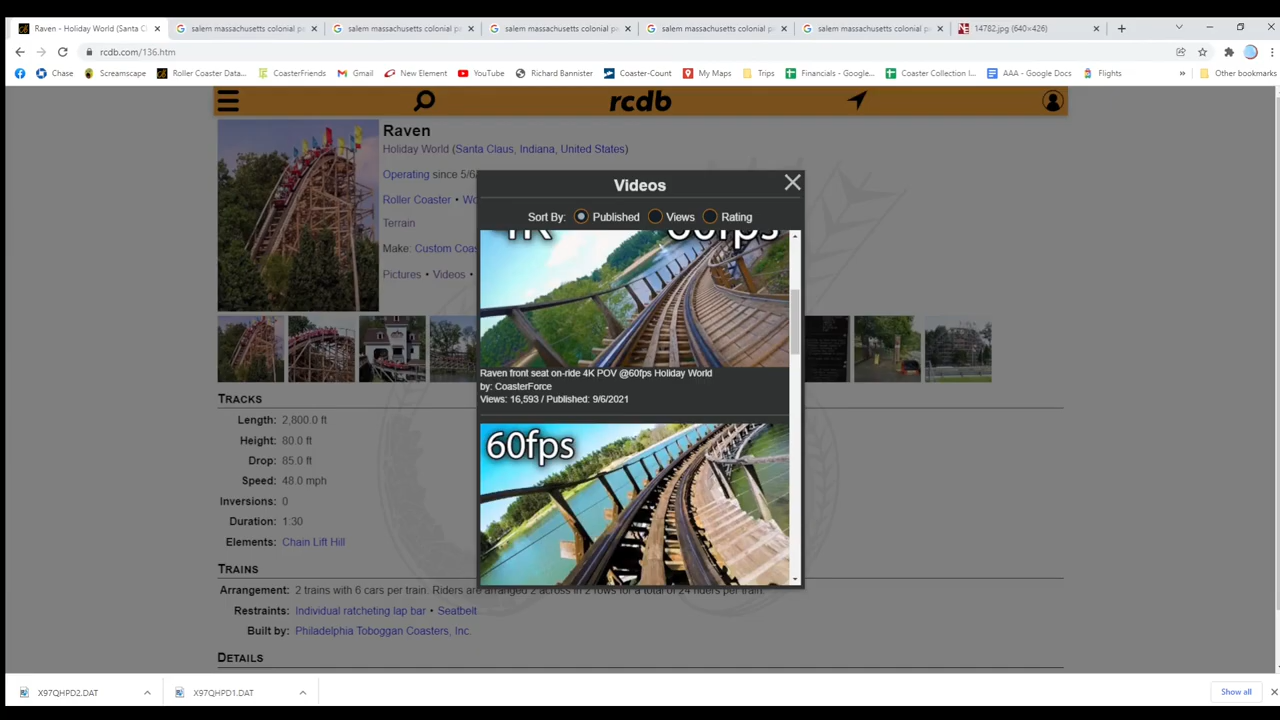 Raven - Holiday World (Santa C
salem massachusetts colonial pe
salem massachusetts colonial pe
salem massachusetts colonial pe
salem massachusetts colonial pe
salem massachusetts colonial pe
14782.jpg (640×426)
rcdb.com/136.htm
Chase
Screamscape
Roller Coaster Data...
CoasterFriends
Gmail
New Element
YouTube
Richard Bannister
Coaster-Count
My Maps
Trips
Financials - Google...
Coaster Collection I...
AAA - Google Docs
Flights
»
Other bookmarks
rcdb
Raven
Holiday World (Santa Claus, Indiana, United States)
Operating since 5/6
Roller Coaster • Wo
Terrain
Make: Custom Coas
Pictures • Videos •
Videos
Sort By: Published Views Rating
60fps
Raven front seat on-ride 4K POV @60fps Holiday World
by: CoasterForce
Views: 16,593 / Published: 9/6/2021
60fps
TRACKS
Length: 2,800.0 ft
Height: 80.0 ft
Drop: 85.0 ft
Speed: 48.0 mph
Inversions: 0
Duration: 1:30
Elements: Chain Lift Hill
TRAINS
Arrangement: 2 trains with 6 cars per train. Riders are arranged 2 across in 2 rows for a total of 24 riders per train.
Restraints: Individual ratcheting lap bar • Seatbelt
Built by: Philadelphia Toboggan Coasters, Inc.
DETAILS
X97QHPD2.DAT
X97QHPD1.DAT
Show all